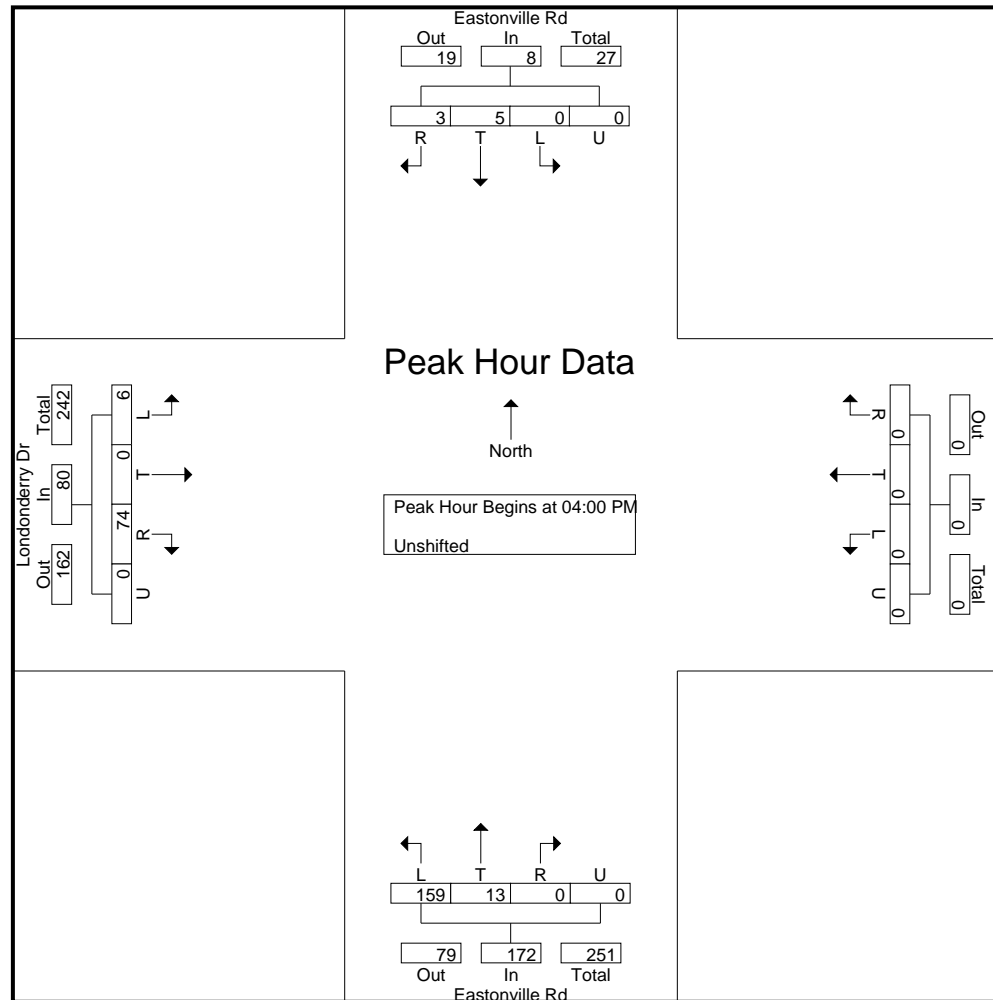 Eastonville Rd
Out In Total
19 8 27
3 5 0 0
R T L U
Peak Hour Data
North
Peak Hour Begins at 04:00 PM
Unshifted
Londonderry Dr
Total In Out
242 80 162
6 0 74 0
L T R U
Out In Total
0 0 0
0 0 0 0
R T L U
L T R U
159 13 0 0
79 172 251
Out In Total
Eastonville Rd